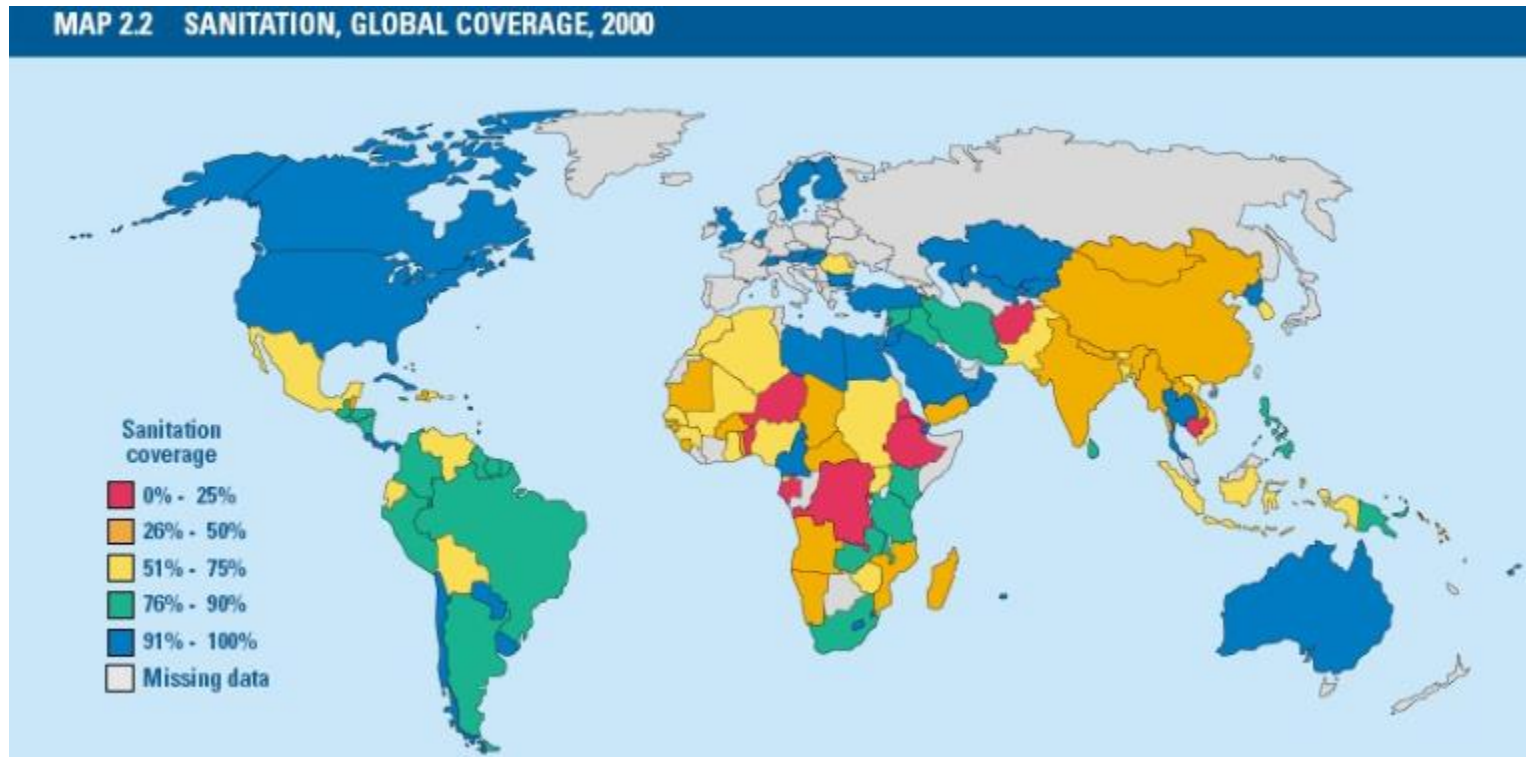 MAP 2.2 SANITATION, GLOBAL COVERAGE, 2000
Sanitation
coverage
0% - 25%
26% - 50%
51% - 75%
76% - 90%
91% - 100%
Missing data